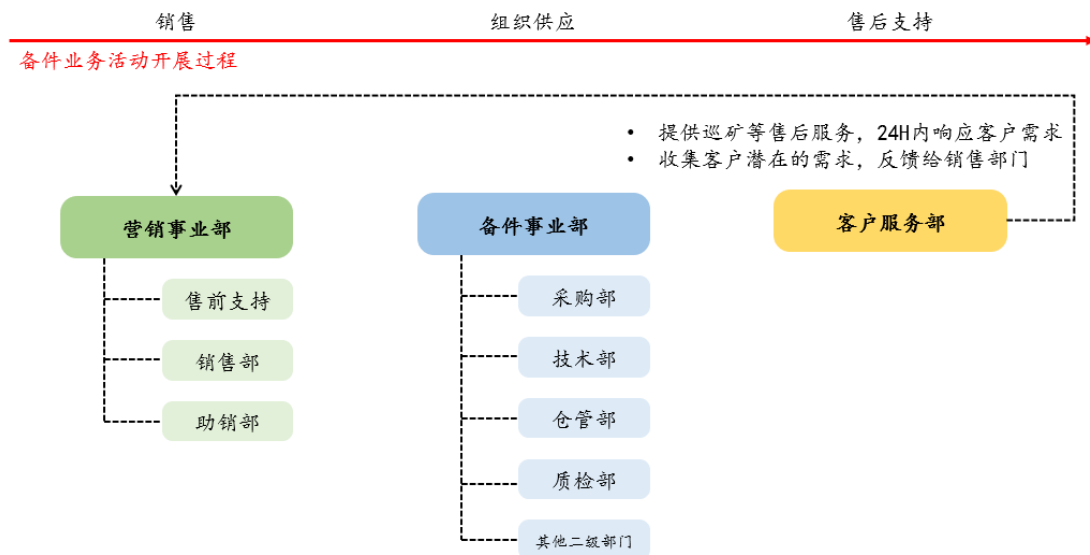 销售
组织供应
售后支持
备件业务活动开展过程
• 提供巡矿等售后服务，24H内响应客户需求
• 收集客户潜在的需求，反馈给销售部门
营销事业部
备件事业部
客户服务部
售前支持
销售部
助销部
采购部
技术部
仓管部
质检部
其他二级部门